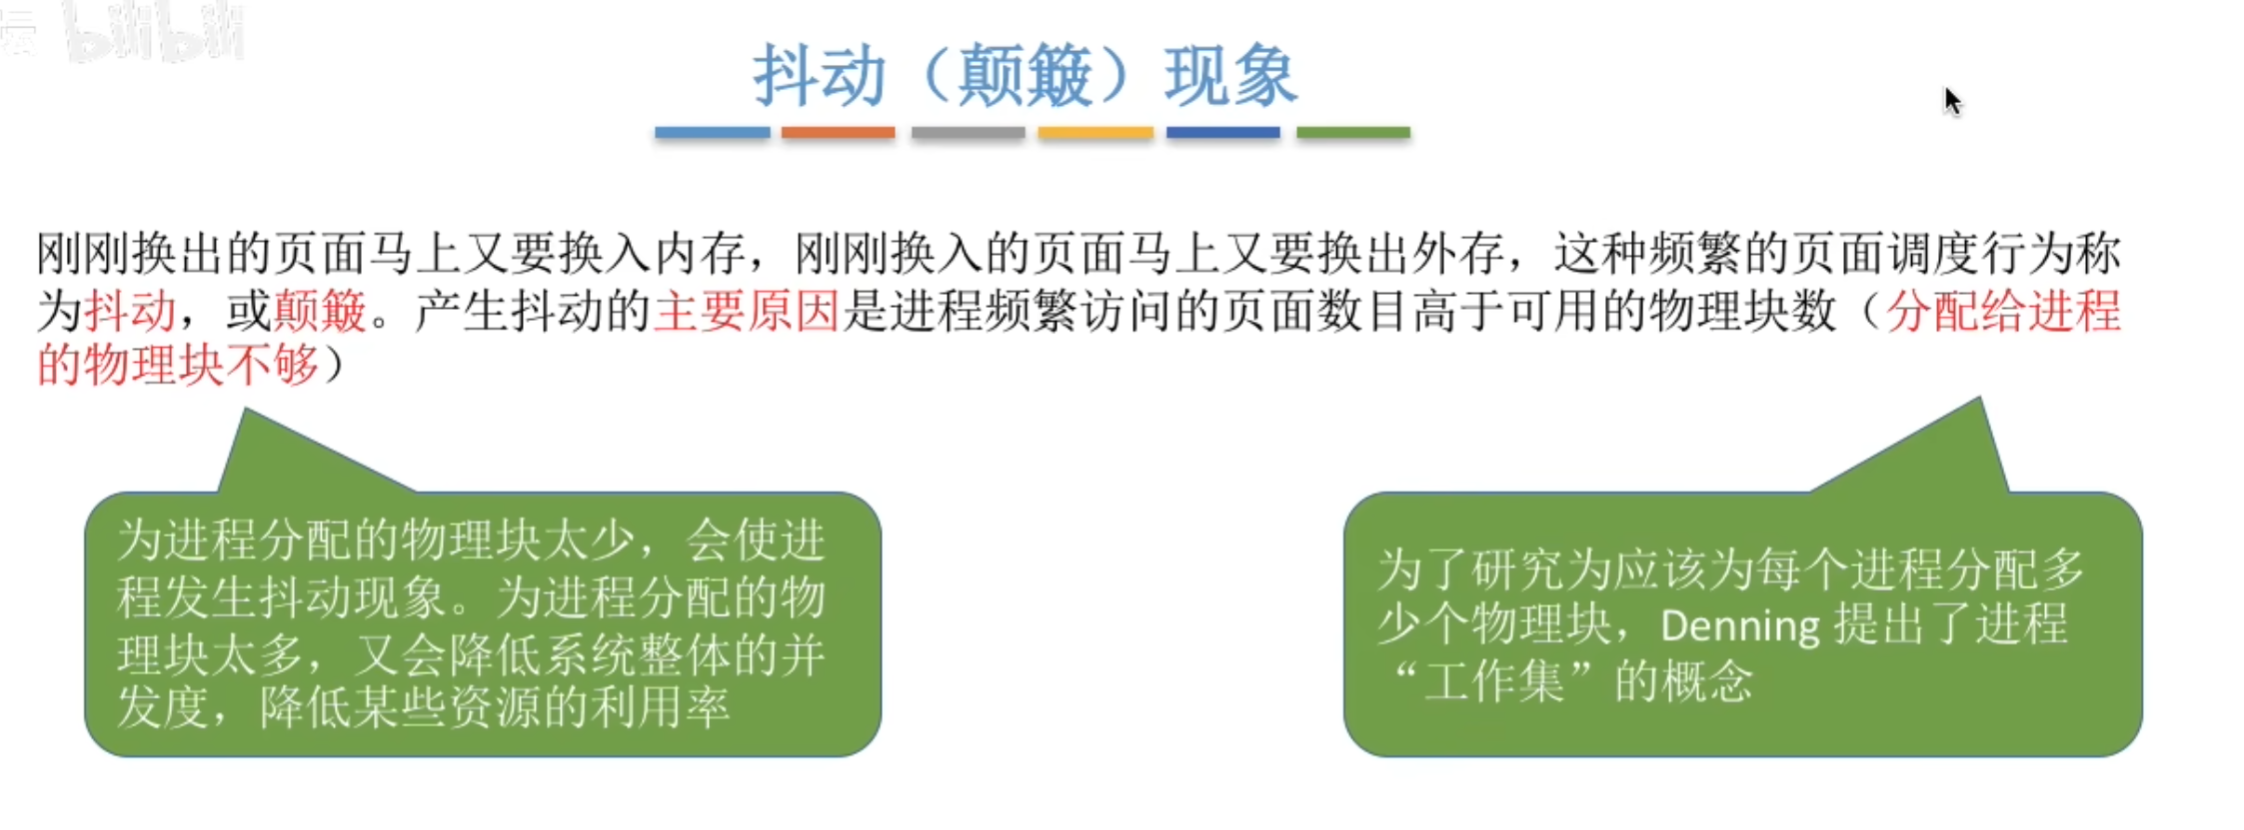 bilibili
抖动（颠簸）现象
刚刚换出的页面马上又要换入内存，刚刚换入的页面马上又要换出外存，这种频繁的页面调度行为称
为抖动，或颠簸。产生抖动的主要原因是进程频繁访问的页面数目高于可用的物理块数（分配给进程
的物理块不够）
为进程分配的物理块太少，会使进
程发生抖动现象。为进程分配的物
理块太多，又会降低系统整体的并
发度，降低某些资源的利用率
为了研究为应该为每个进程分配多
少个物理块，Denning 提出了进程
“工作集”的概念